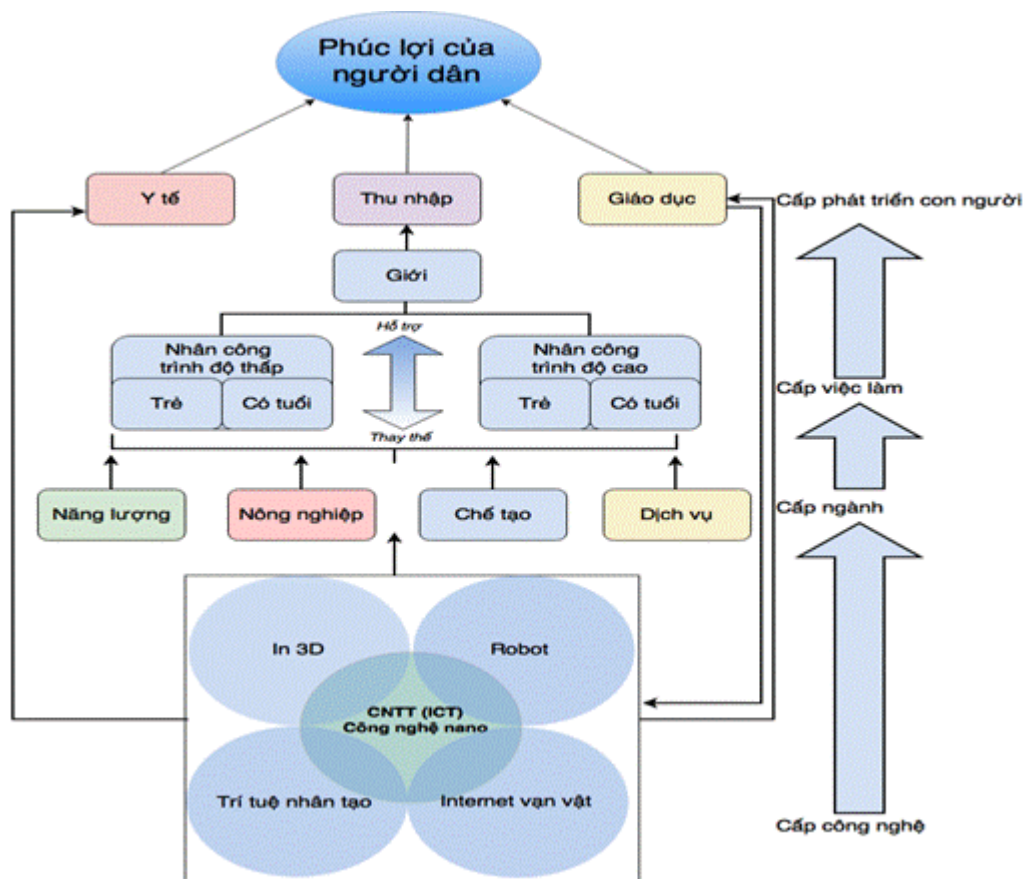 Phúc lợi của
người dân
Y tế
Thu nhập
Giáo dục
Cấp phát triển con người
Giới
Hỗ trợ
Nhân công
trình độ thấp
Nhân công
trình độ cao
Trẻ
Có tuổi
Trẻ
Có tuổi
Cấp việc làm
Thay thế
Năng lượng
Nông nghiệp
Chế tạo
Dịch vụ
Cấp ngành
In 3D
Robot
CNTT (ICT)
Công nghệ nano
Trí tuệ nhân tạo
Internet vạn vật
Cấp công nghệ